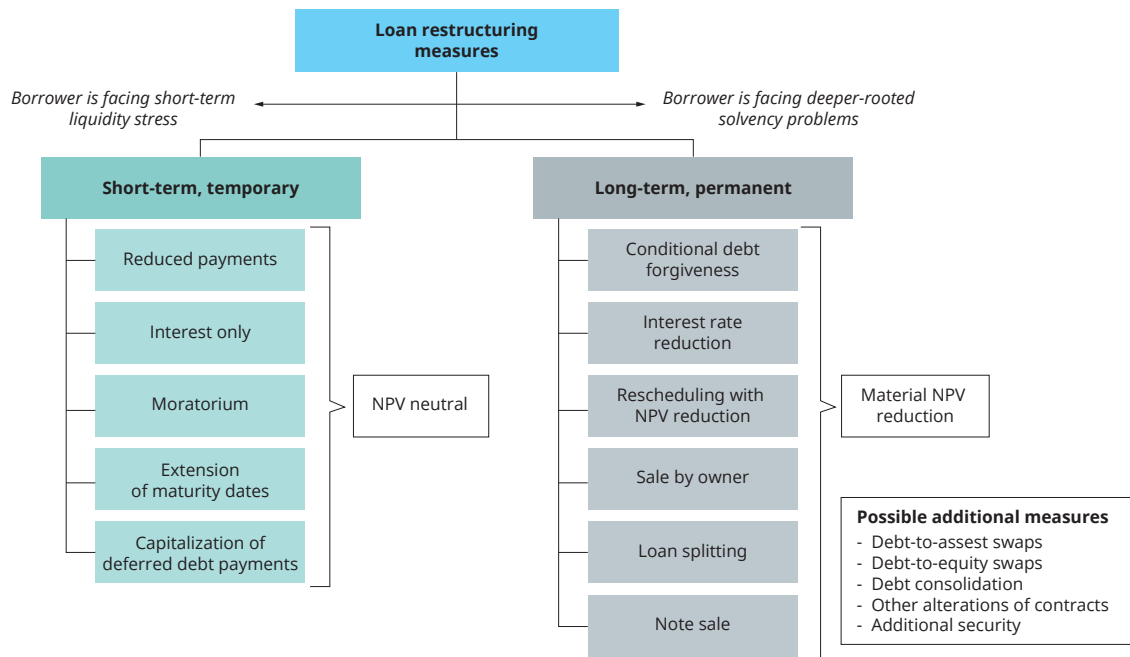 Loan restructuring
measures
Borrower is facing short-term
liquidity stress
Borrower is facing deeper-rooted
solvency problems
Short-term, temporary
Reduced payments
Interest only
Moratorium
Extension
of maturity dates
Capitalization of
deferred debt payments
NPV neutral
Long-term, permanent
Conditional debt
forgiveness
Interest rate
reduction
Rescheduling with
NPV reduction
Sale by owner
Loan splitting
Note sale
Material NPV
reduction
Possible additional measures
- Debt-to-assest swaps
- Debt-to-equity swaps
- Debt consolidation
- Other alterations of contracts
- Additional security